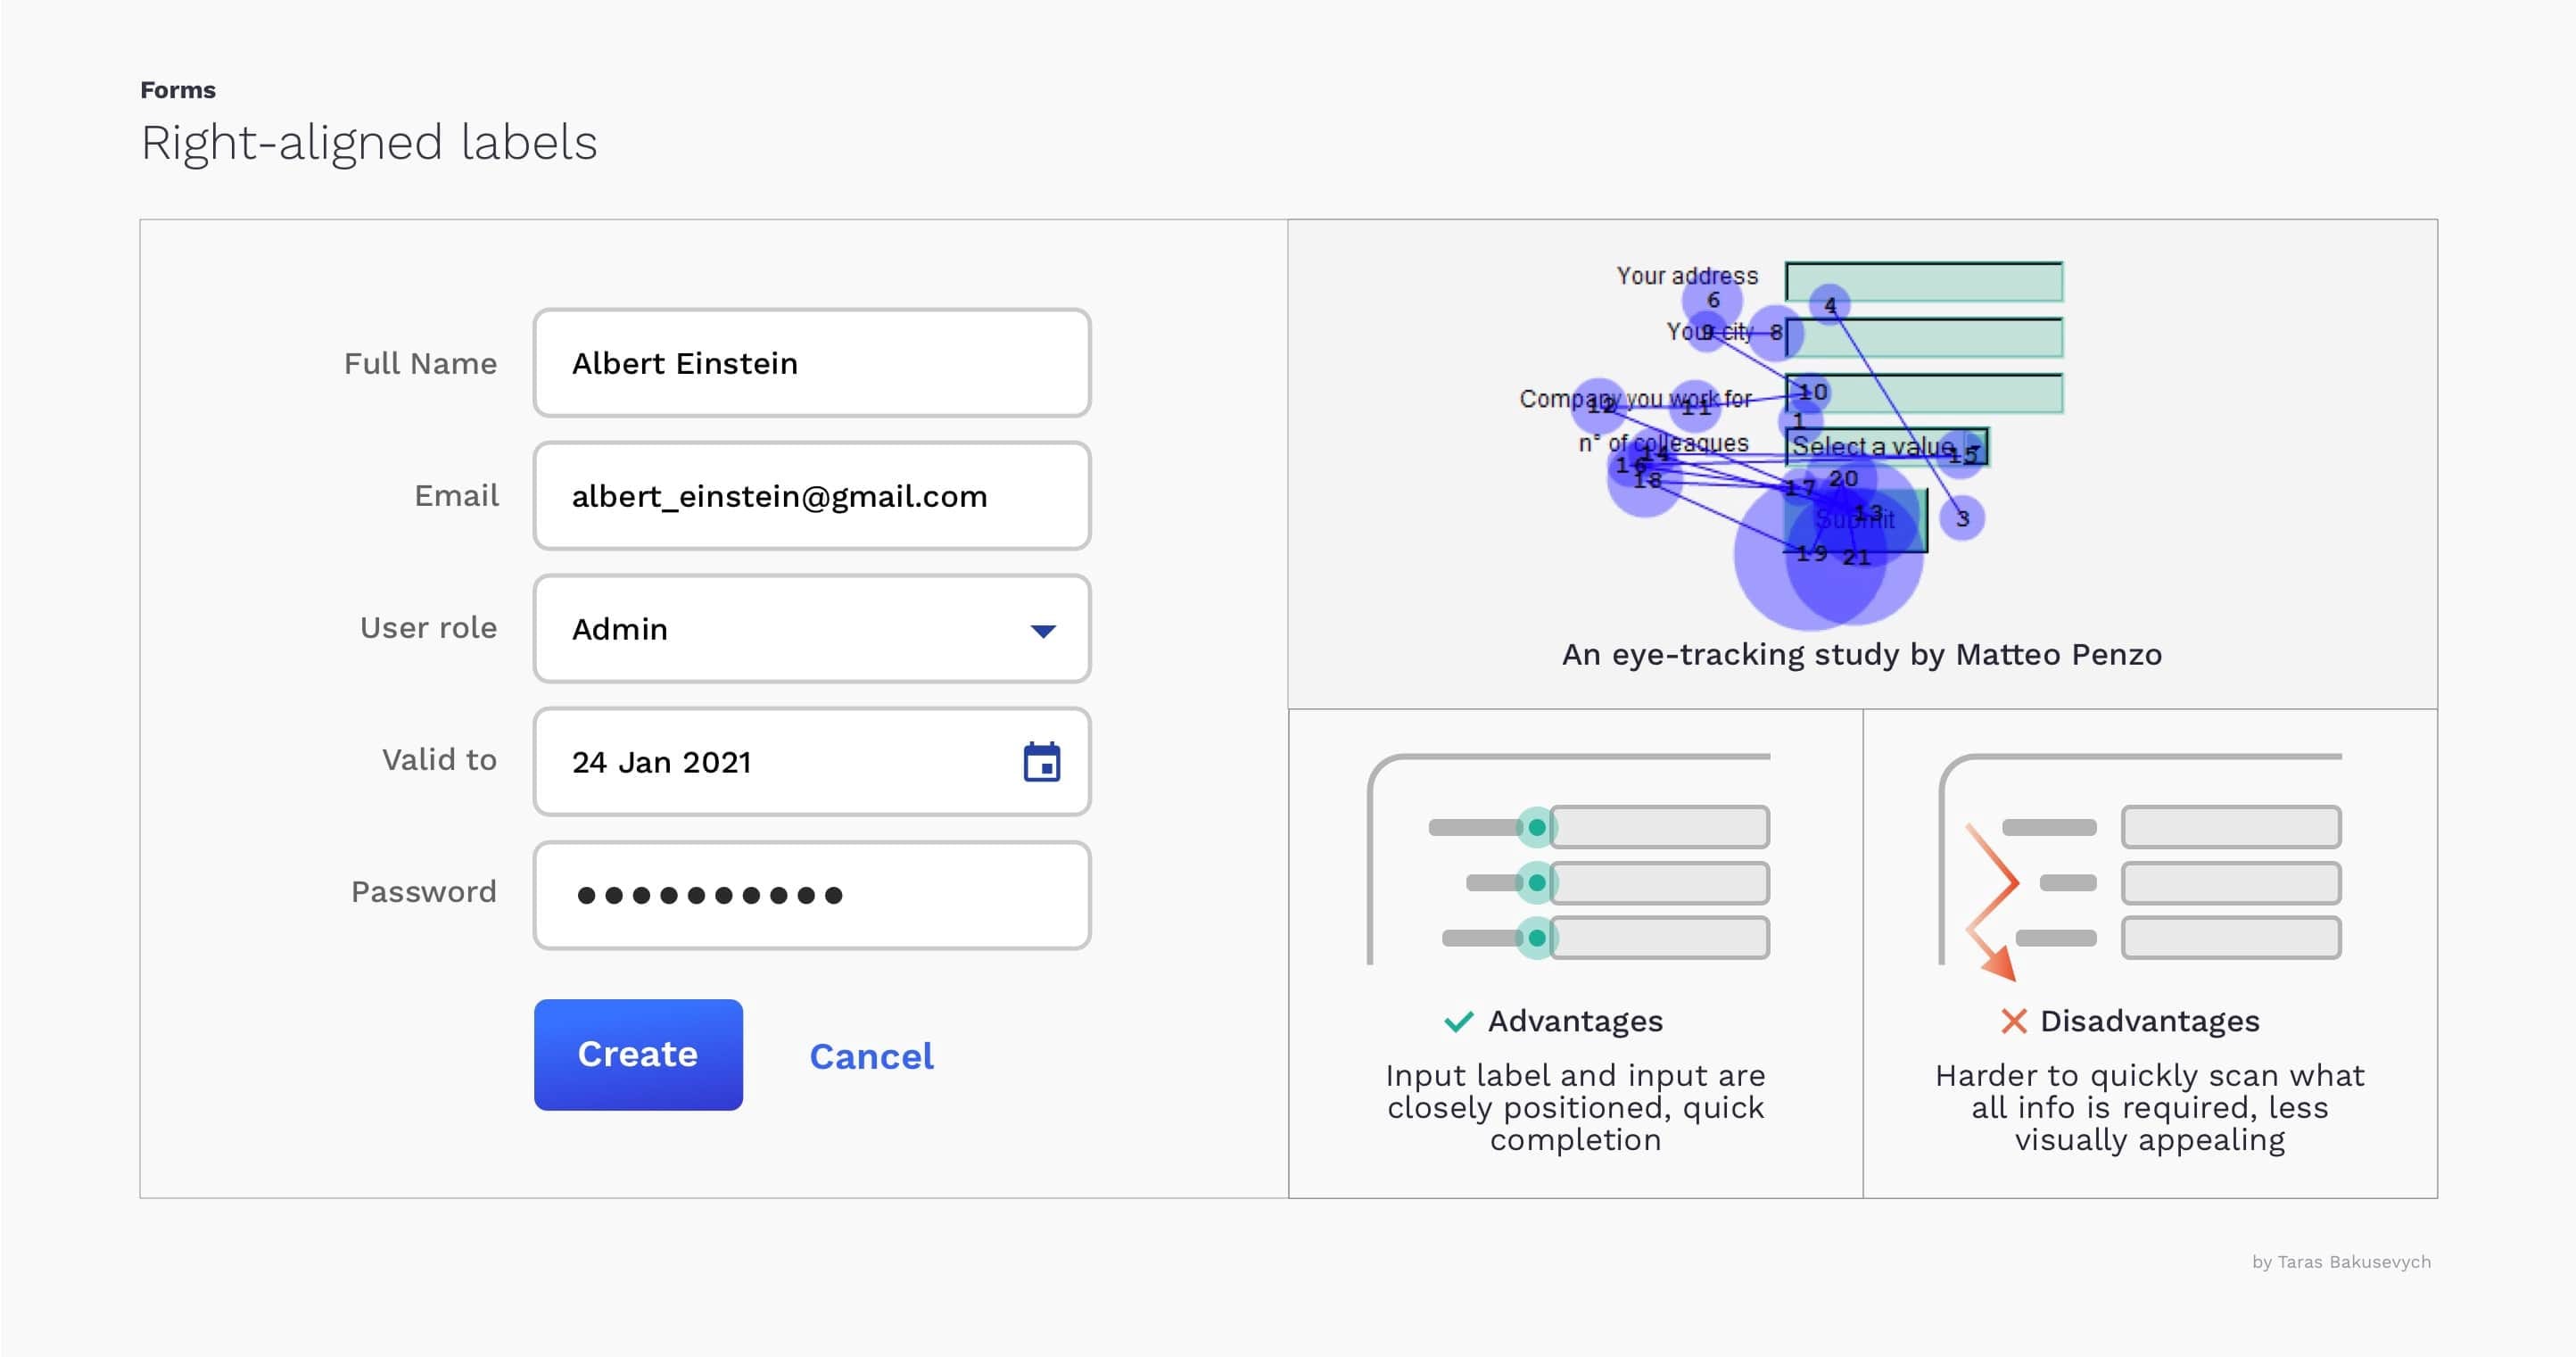 Forms
Right-aligned labels
Full Name
Albert Einstein
Email
albert_einstein@gmail.com
User role
Admin
Valid to
24 Jan 2021
Password
Create
Cancel
Your address
6
4
Your city
9
8
10
Company you work for
12
11
1
n° of colleagues
Select a value
14
15
16
18
17
20
Submit
13
3
19
21
An eye-tracking study by Matteo Penzo
Advantages
Input label and input are
closely positioned, quick
completion
Disadvantages
Harder to quickly scan what
all info is required, less
visually appealing
by Taras Bakusevych